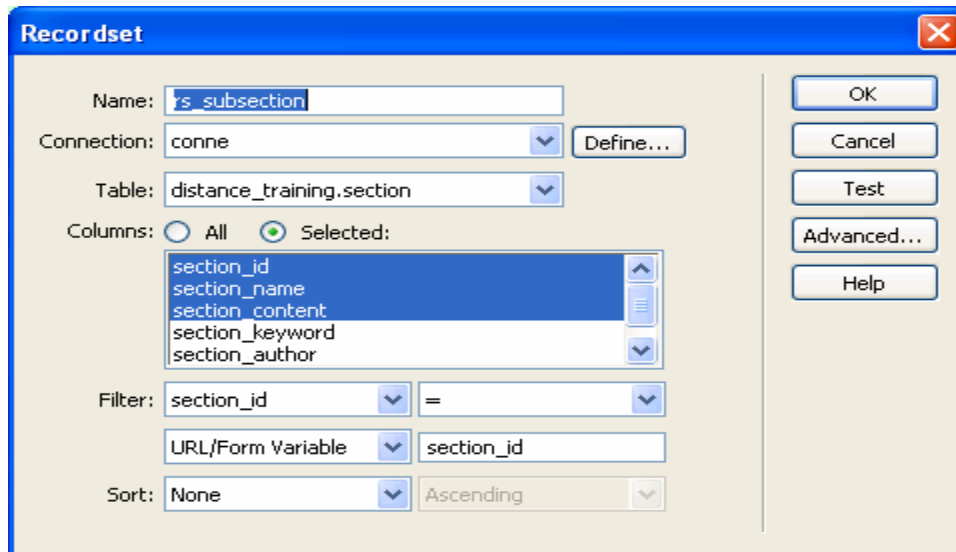 Recordset
Name: rs_subsection
Connection: conne Define...
Table: distance_training.section
Columns: All Selected:
section_id
section_name
section_content
section_keyword
section_author
Filter: section_id =
URL/Form Variable section_id
Sort: None Ascending
OK
Cancel
Test
Advanced...
Help